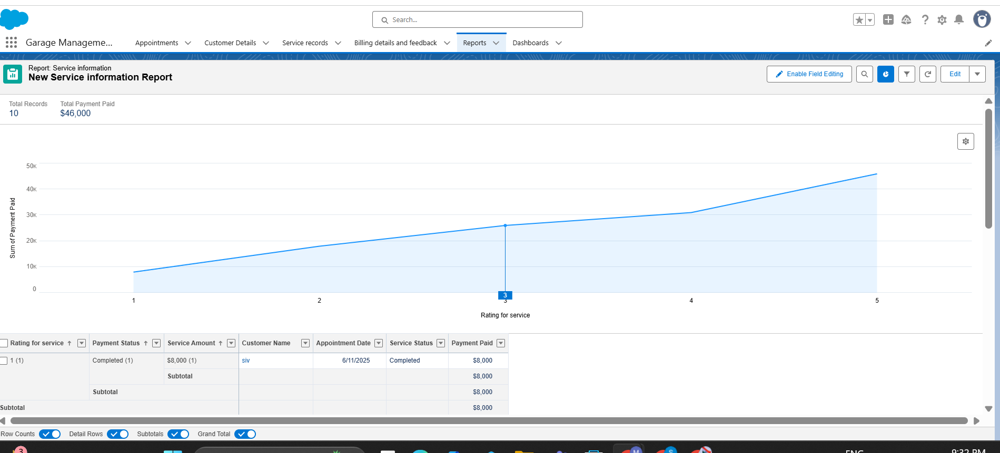 Search...
Garage Manageme...
Appointments
Customer Details
Service records
Billing details and feedback
Reports
Dashboards
Report: Service information
New Service information Report
Enable Field Editing
Edit
Total Records
Total Payment Paid
10
$46,000
50K
40K
30K
20K
10K
0
Sum of Payment Paid
3
1
2
3
4
5
Rating for service
Rating for service Payment Status Service Amount Customer Name Appointment Date Service Status Payment Paid
1 (1) Completed (1) $8,000 (1) siv 6/11/2025 Completed $8,000
Subtotal $8,000
Subtotal $8,000
Subtotal $8,000
Row Counts Detail Rows Subtotals Grand Total
3
M
S
ENG
9:32 PM